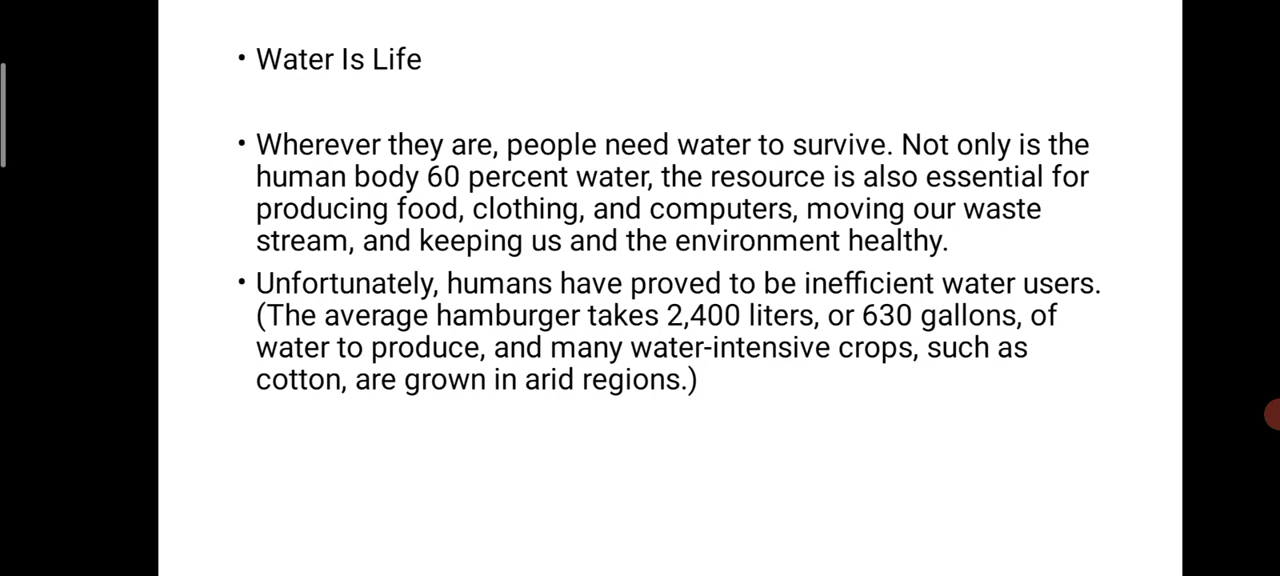 • Water Is Life
• Wherever they are, people need water to survive. Not only is the
human body 60 percent water, the resource is also essential for
producing food, clothing, and computers, moving our waste
stream, and keeping us and the environment healthy.
• Unfortunately, humans have proved to be inefficient water users.
(The average hamburger takes 2,400 liters, or 630 gallons, of
water to produce, and many water-intensive crops, such as
cotton, are grown in arid regions.)